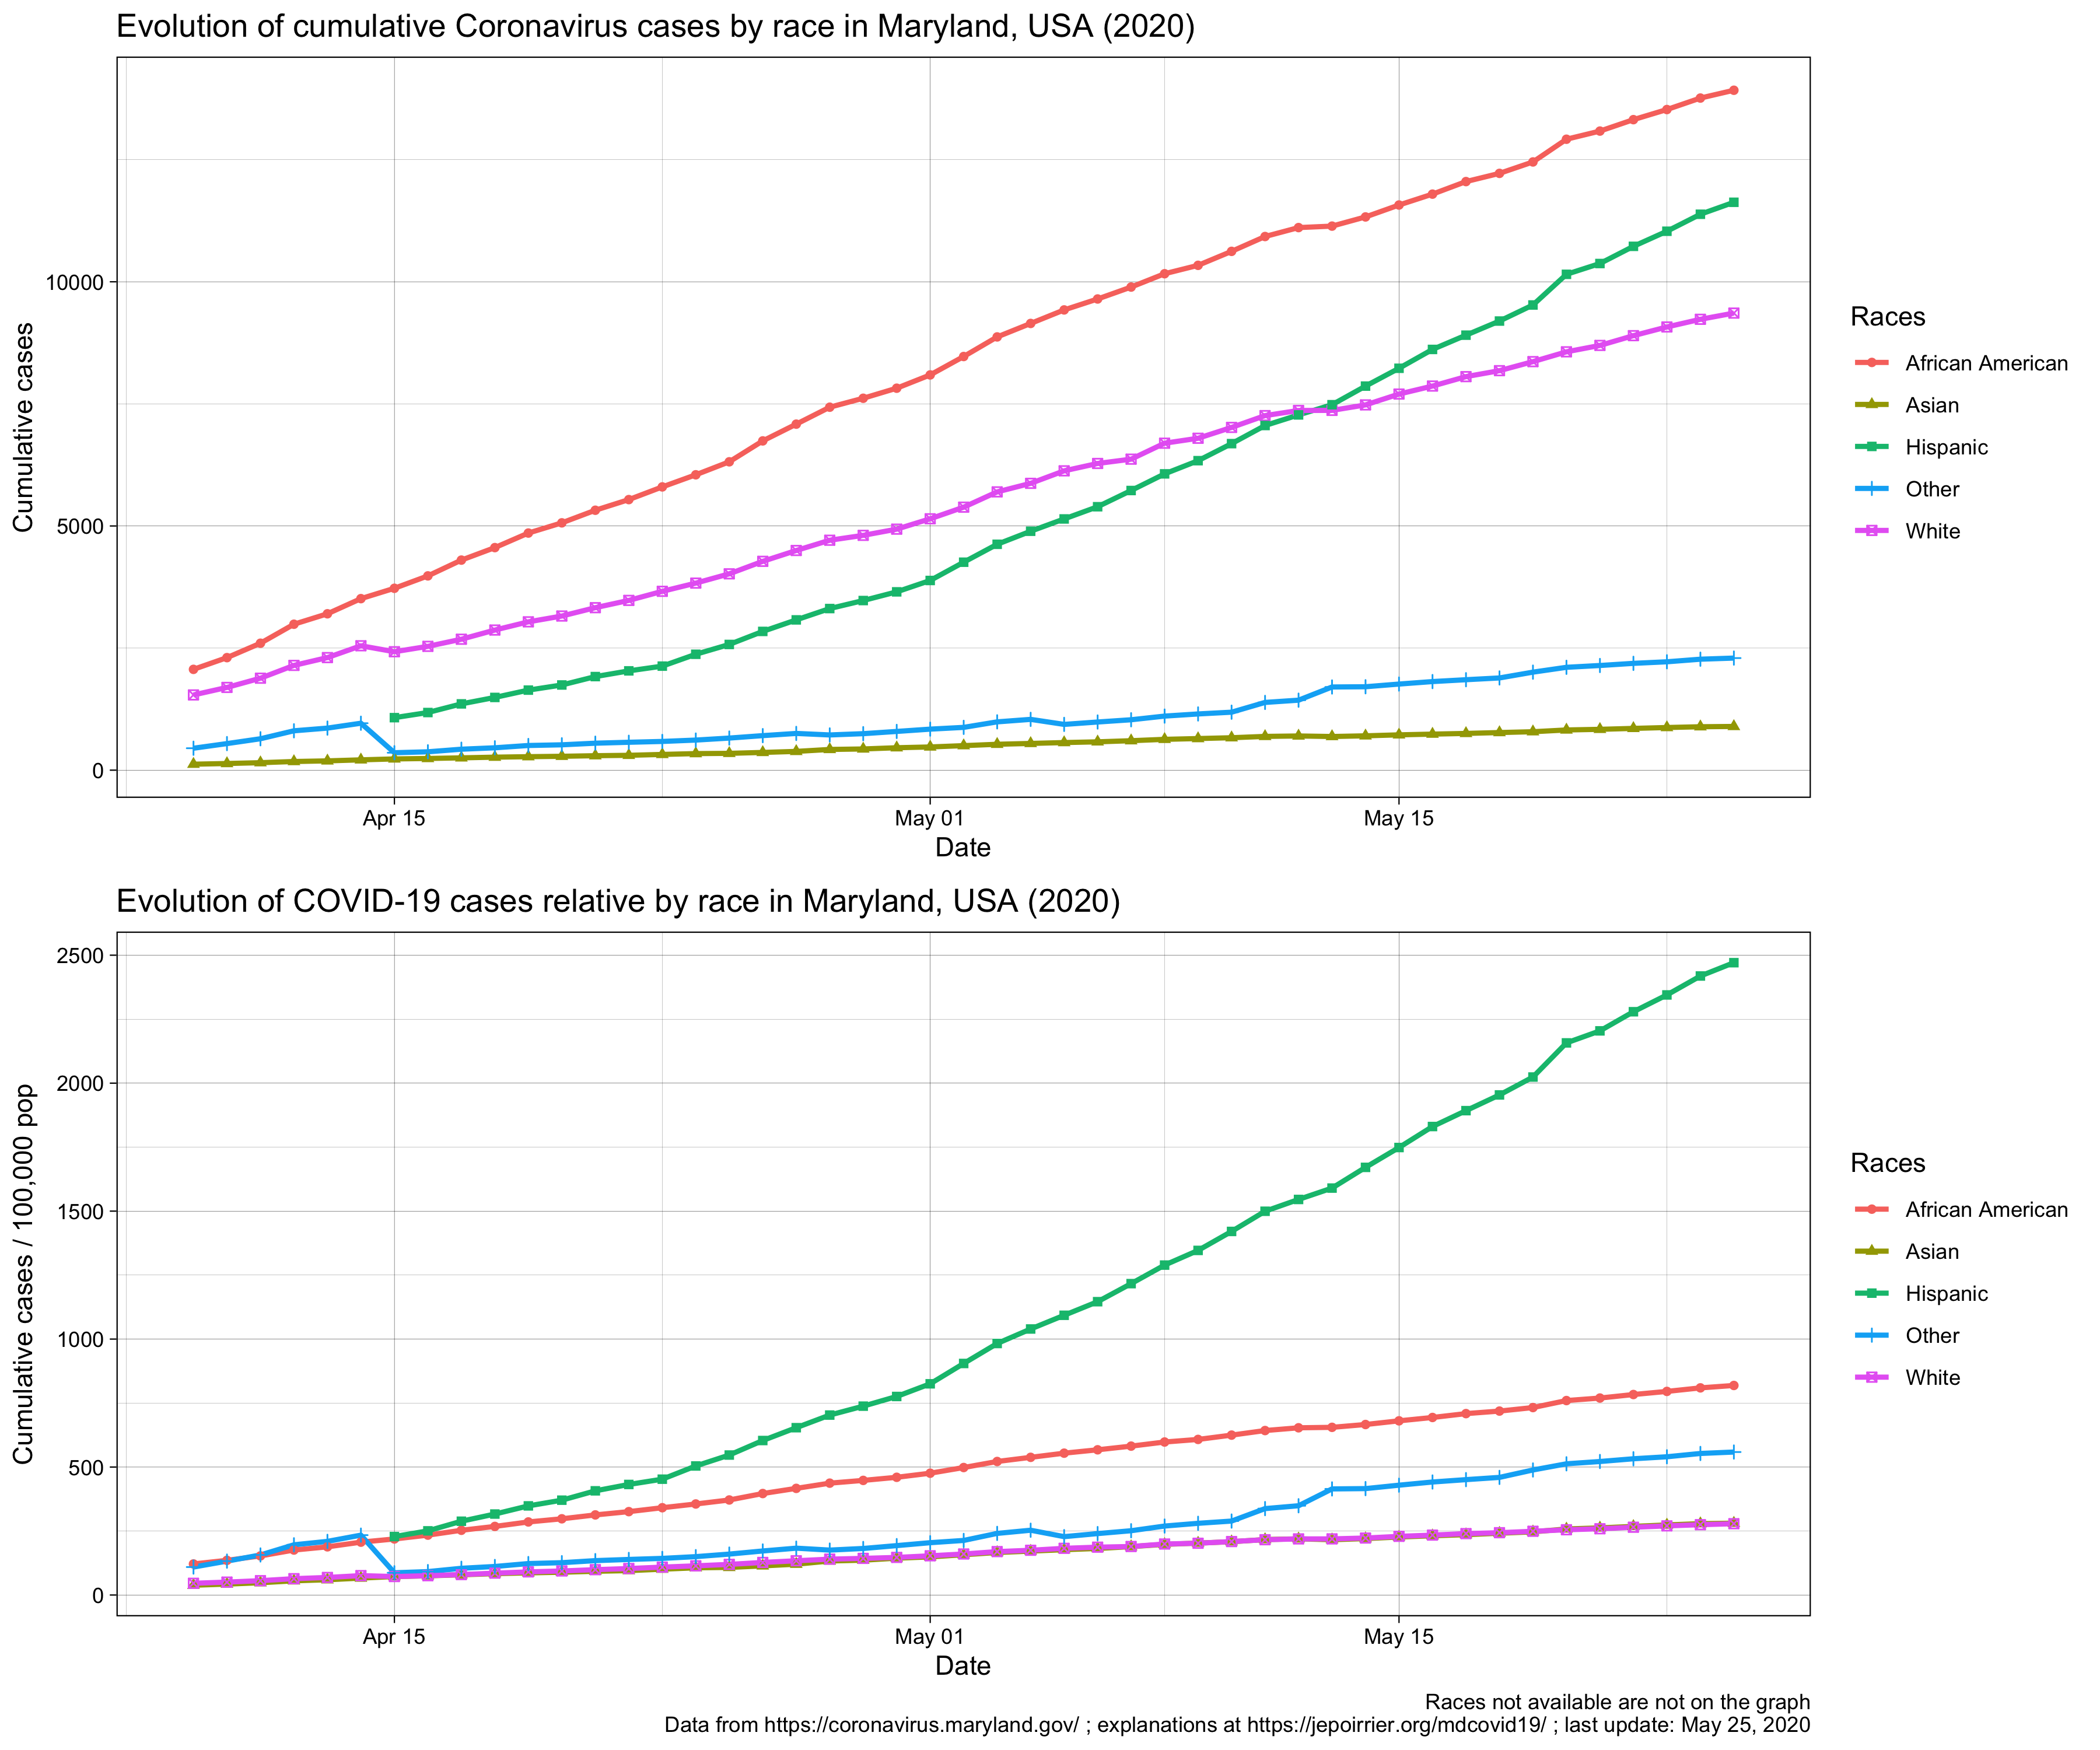 Evolution of cumulative Coronavirus cases by race in Maryland, USA (2020)
Cumulative cases
10000
5000
0
Apr 15
May 01
May 15
Date
Races
African American
Asian
Hispanic
Other
White
Evolution of COVID-19 cases relative by race in Maryland, USA (2020)
Cumulative cases / 100,000 pop
2500
2000
1500
1000
500
0
Apr 15
May 01
May 15
Date
Races
African American
Asian
Hispanic
Other
White
Races not available are not on the graph
Data from https://coronavirus.maryland.gov/ ; explanations at https://jepoirrier.org/mdcovid19/ ; last update: May 25, 2020